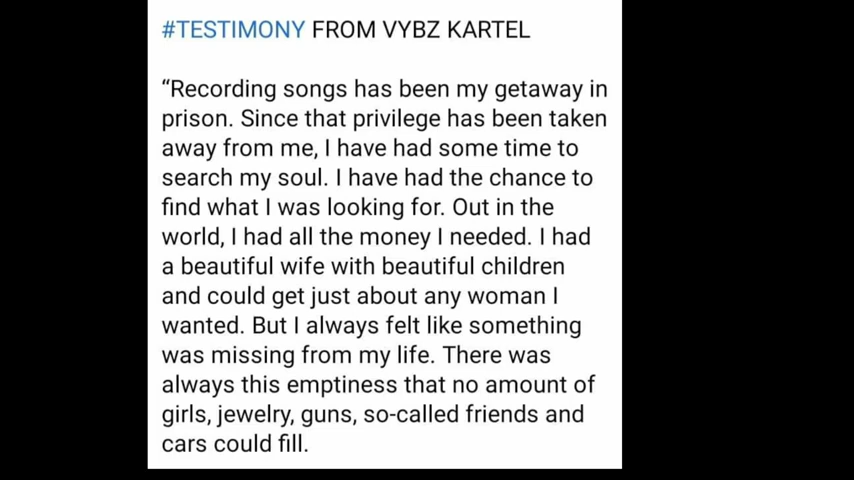 #TESTIMONY FROM VYBZ KARTEL
“Recording songs has been my getaway in
prison. Since that privilege has been taken
away from me, I have had some time to
search my soul. I have had the chance to
find what I was looking for. Out in the
world, I had all the money I needed. I had
a beautiful wife with beautiful children
and could get just about any woman I
wanted. But I always felt like something
was missing from my life. There was
always this emptiness that no amount of
girls, jewelry, guns, so-called friends and
cars could fill.